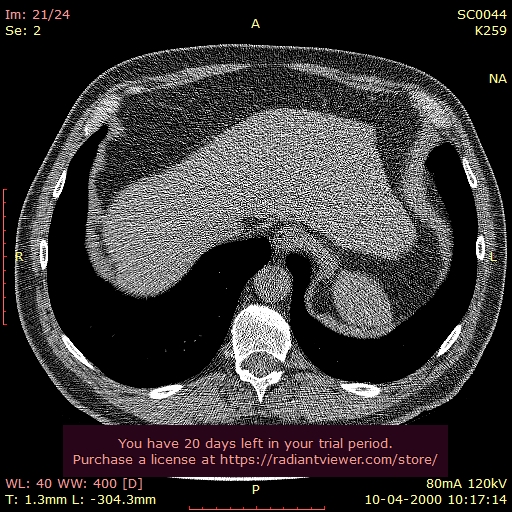 Im: 21/24
Se: 2
A
SC0044
K259
NA
R
L
You have 20 days left in your trial period.
Purchase a license at https://radiantviewer.com/store/
WL: 40 WW: 400 [D]
T: 1.3mm L: -304.3mm
P
80mA 120kV
10-04-2000 10:17:14